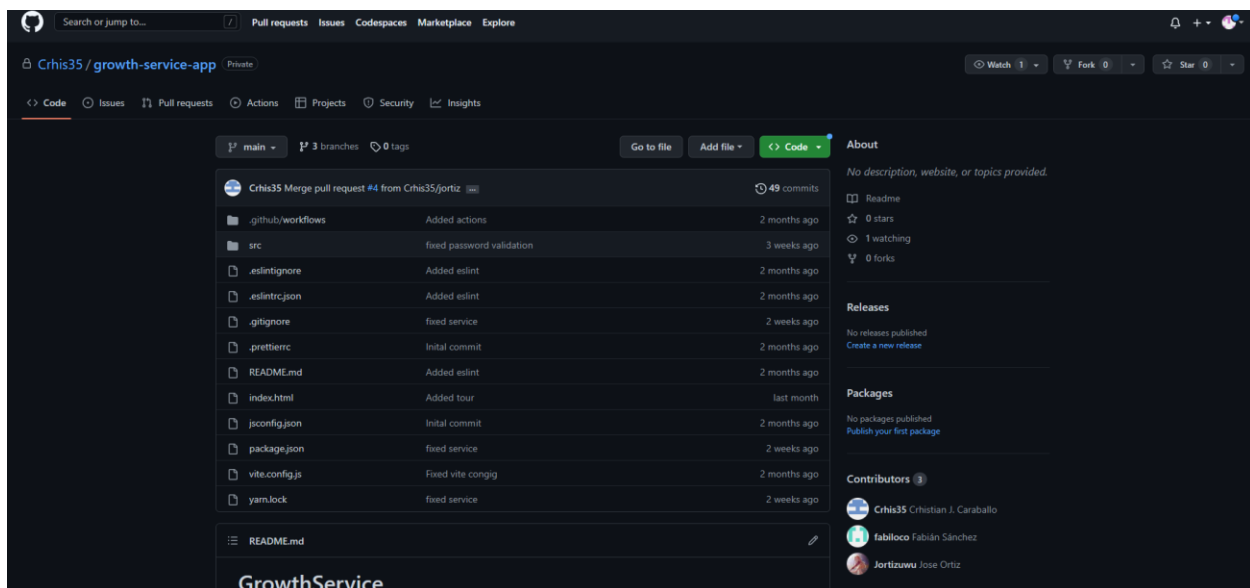 Search or jump to... /
Pull requests Issues Codespaces Marketplace Explore
Crhis35 / growth-service-app Private
Watch 1 Fork 0 Star 0
Code Issues Pull requests Actions Projects Security Insights
main 3 branches 0 tags Go to file Add file Code
Crhis35 Merge pull request #4 from Crhis35/jortiz ... 49 commits
.github/workflows Added actions 2 months ago
src fixed password validation 3 weeks ago
.eslintignore Added eslint 2 months ago
.eslintrc.json Added eslint 2 months ago
.gitignore fixed service 2 weeks ago
.prettierrc Inital commit 2 months ago
README.md Added eslint 2 months ago
index.html Added tour last month
jsconfig.json Inital commit 2 months ago
package.json fixed service 2 weeks ago
vite.config.js Fixed vite congig 2 months ago
yarn.lock fixed service 2 weeks ago
README.md
GrowthService
About
No description, website, or topics provided.
Readme
0 stars
1 watching
0 forks
Releases
No releases published
Create a new release
Packages
No packages published
Publish your first package
Contributors 3
Crhis35 Crhistian J. Caraballo
fabiloco Fabián Sánchez
Jortizuwu Jose Ortiz